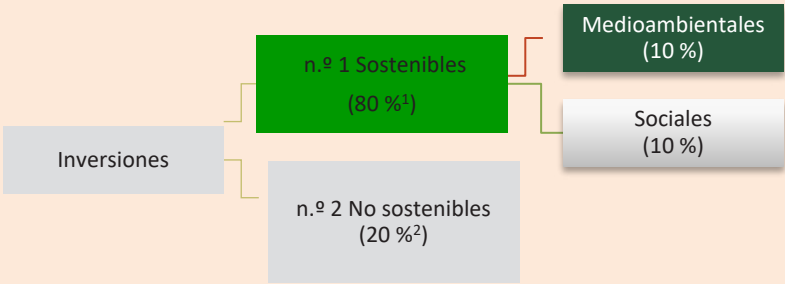 Medioambientales
(10 %)
n.º 1 Sostenibles
(80 %¹)
Sociales
(10 %)
Inversiones
n.º 2 No sostenibles
(20 %²)